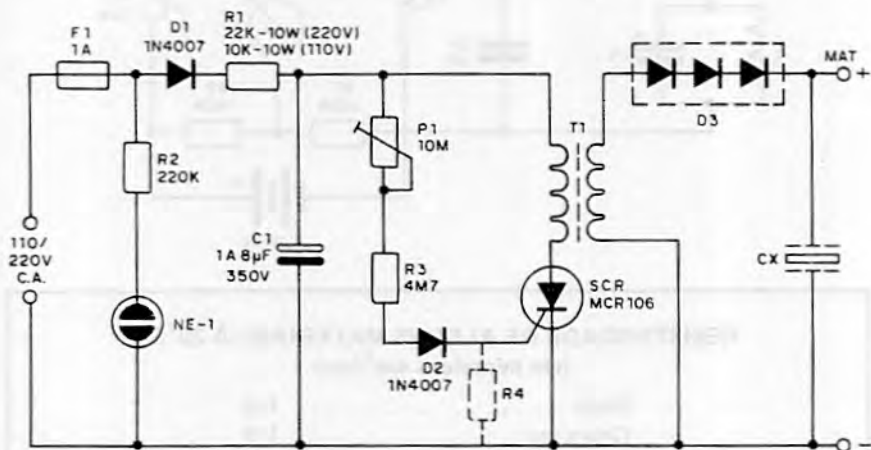 F1
1A
D1
1N4007
R1
22K-10W (220V)
10K-10W (110V)
MAT
+
D3
P1
10M
T1
R2
220K
110/
220V
C.A.
C1
1A 8µF
350V
R3
4M7
SCR
MCR106
CX
NE-1
D2
1N4007
R4
-